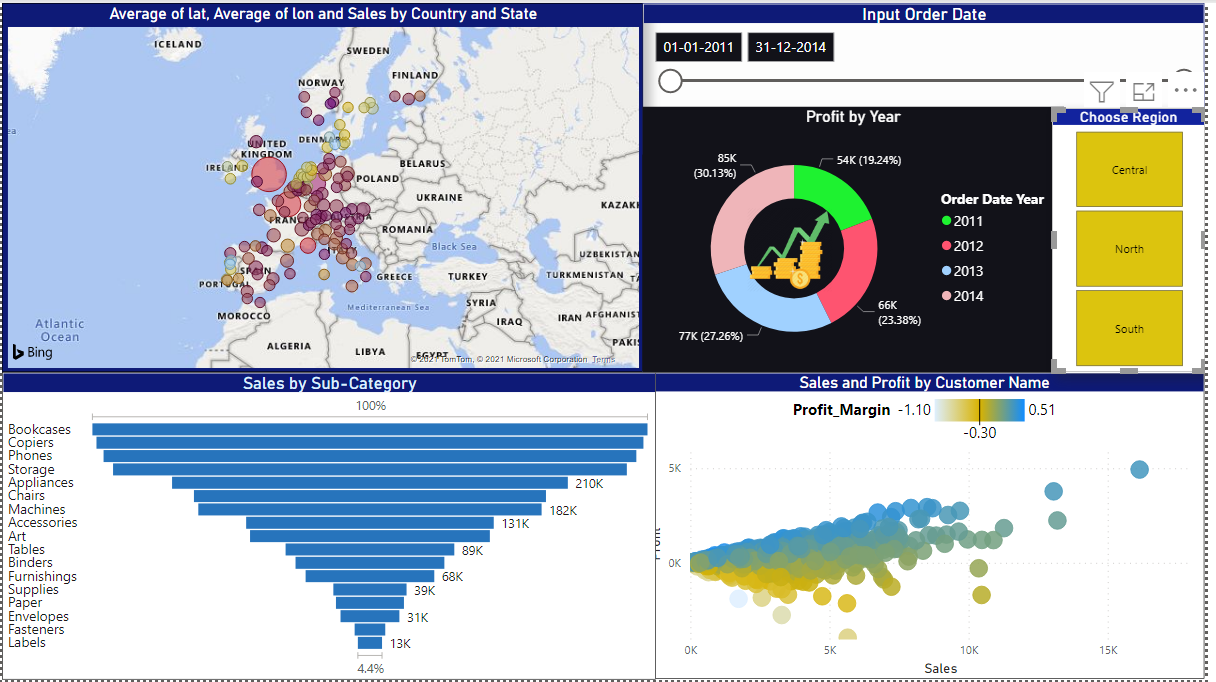 Average of lat, Average of lon and Sales by Country and State
ICELAND
SWEDEN
NORWAY
FINLAND
UNITED
KINGDOM
IRELAND
BELARUS
POLAND
UKRAINE
KAZAKH
ROMANIA
Black Sea
UZBEKISTAN
SPAIN
GREECE
TURKEY
TURKMENISTAN
MOROCCO
Mediterranean Sea
SYRIA
IRAQ
IRAN
AFGHANIST
Atlantic
Ocean
ALGERIA
LIBYA
EGYPT
PAKIS
Bing
© 2021 TomTom, © 2021 Microsoft Corporation Terms
Input Order Date
01-01-2011
31-12-2014
Profit by Year
85K
(30.13%)
54K (19.24%)
66K
(23.38%)
77K (27.26%)
Order Date Year
2011
2012
2013
2014
Choose Region
Central
North
South
Sales by Sub-Category
100%
Bookcases
Copiers
Phones
Storage
Appliances 210K
Chairs
Machines 182K
Accessories 131K
Art
Tables 89K
Binders
Furnishings 68K
Supplies 39K
Paper
Envelopes 31K
Fasteners
Labels 13K
4.4%
Sales and Profit by Customer Name
Profit_Margin -1.10 0.51
-0.30
5K
0K
0K 5K 10K 15K
Sales